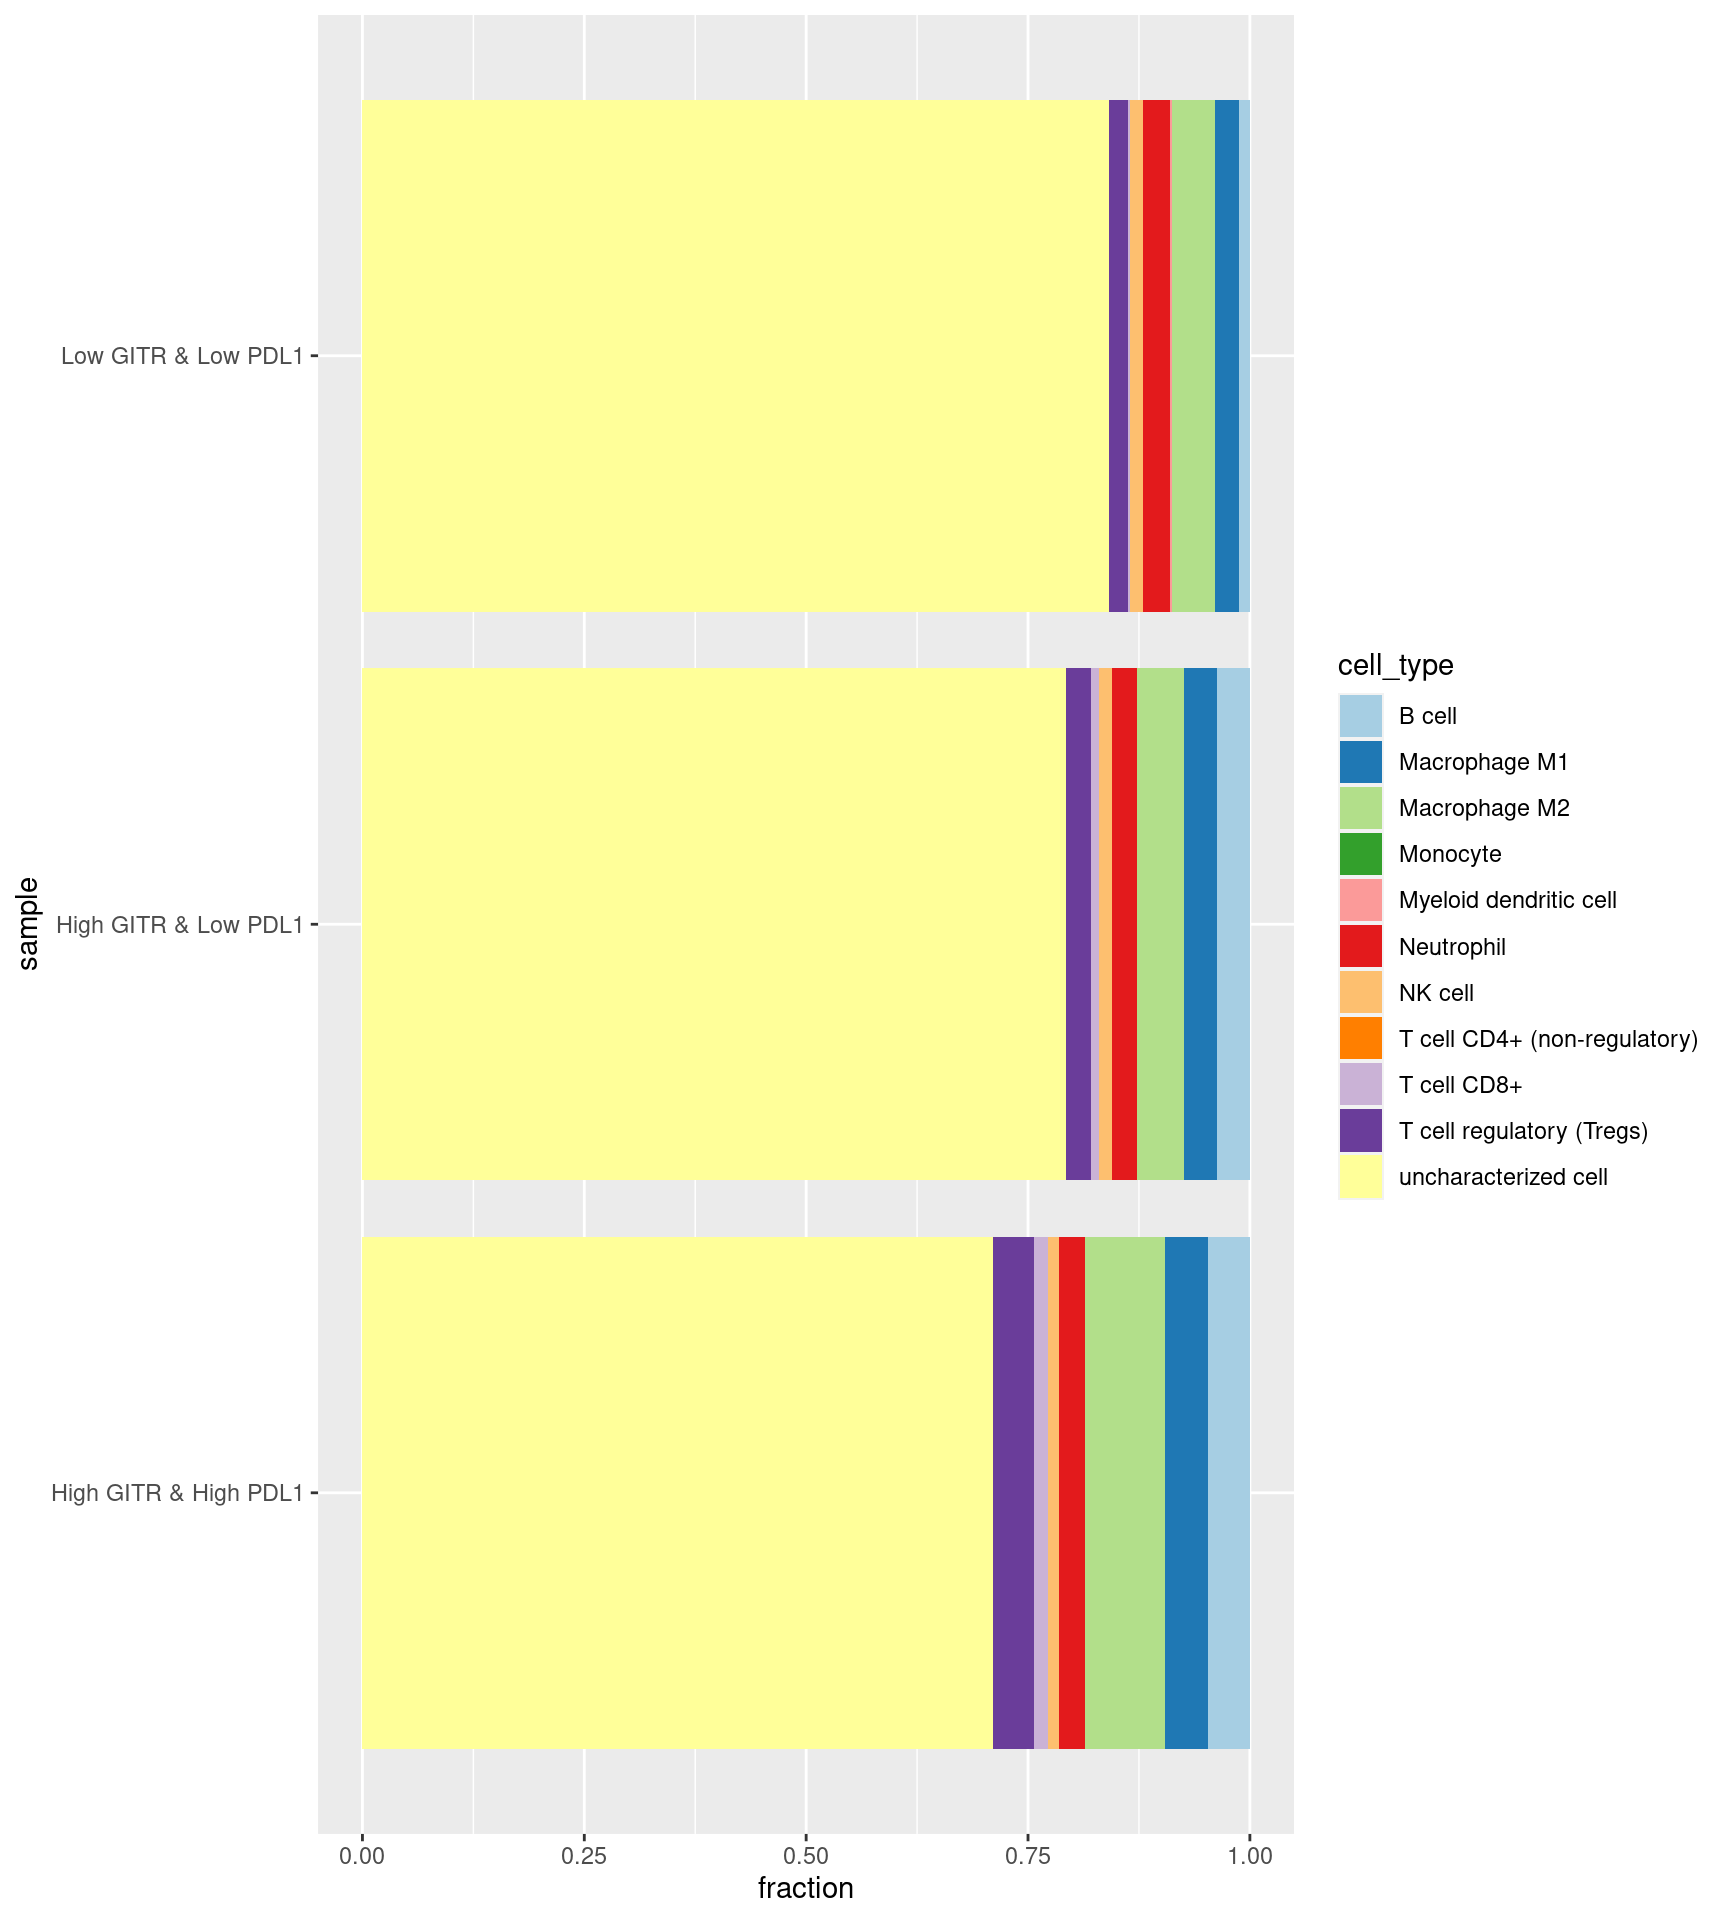 Low GITR & Low PDL1
High GITR & Low PDL1
High GITR & High PDL1
sample
0.00
0.25
0.50
0.75
1.00
fraction
cell_type
B cell
Macrophage M1
Macrophage M2
Monocyte
Myeloid dendritic cell
Neutrophil
NK cell
T cell CD4+ (non-regulatory)
T cell CD8+
T cell regulatory (Tregs)
uncharacterized cell